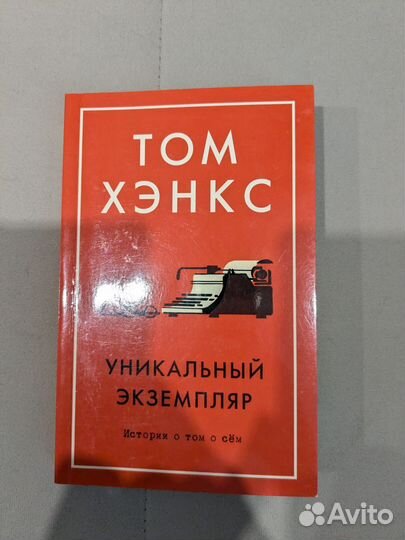 ТОМ
ХЭНКС
УНИКАЛЬНЫЙ
ЭКЗЕМПЛЯР
Истории о том о сём
Avito